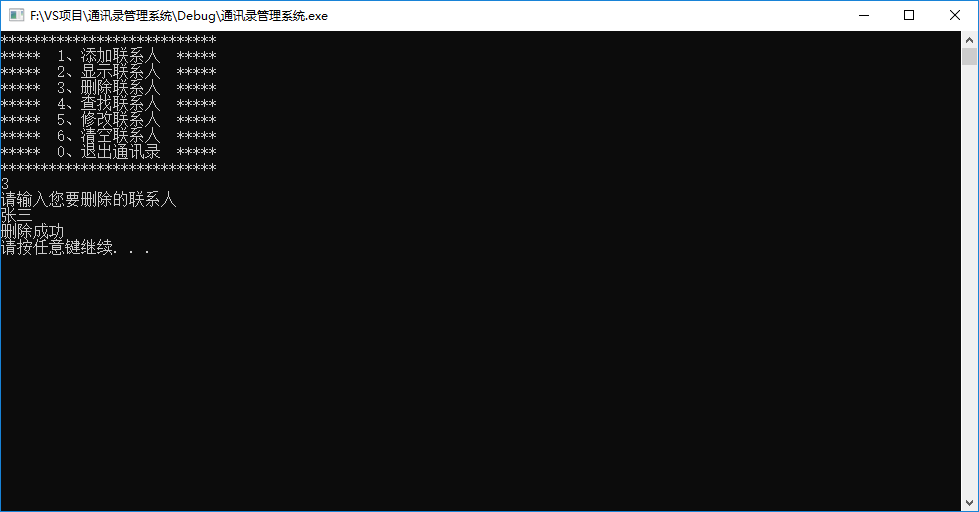 F:\VS项目\通讯录管理系统\Debug\通讯录管理系统.exe
***************************
*****  1、添加联系人  *****
*****  2、显示联系人  *****
*****  3、删除联系人  *****
*****  4、查找联系人  *****
*****  5、修改联系人  *****
*****  6、清空联系人  *****
*****  0、退出通讯录  *****
***************************
3
请输入您要删除的联系人
张三
删除成功
请按任意键继续. . .